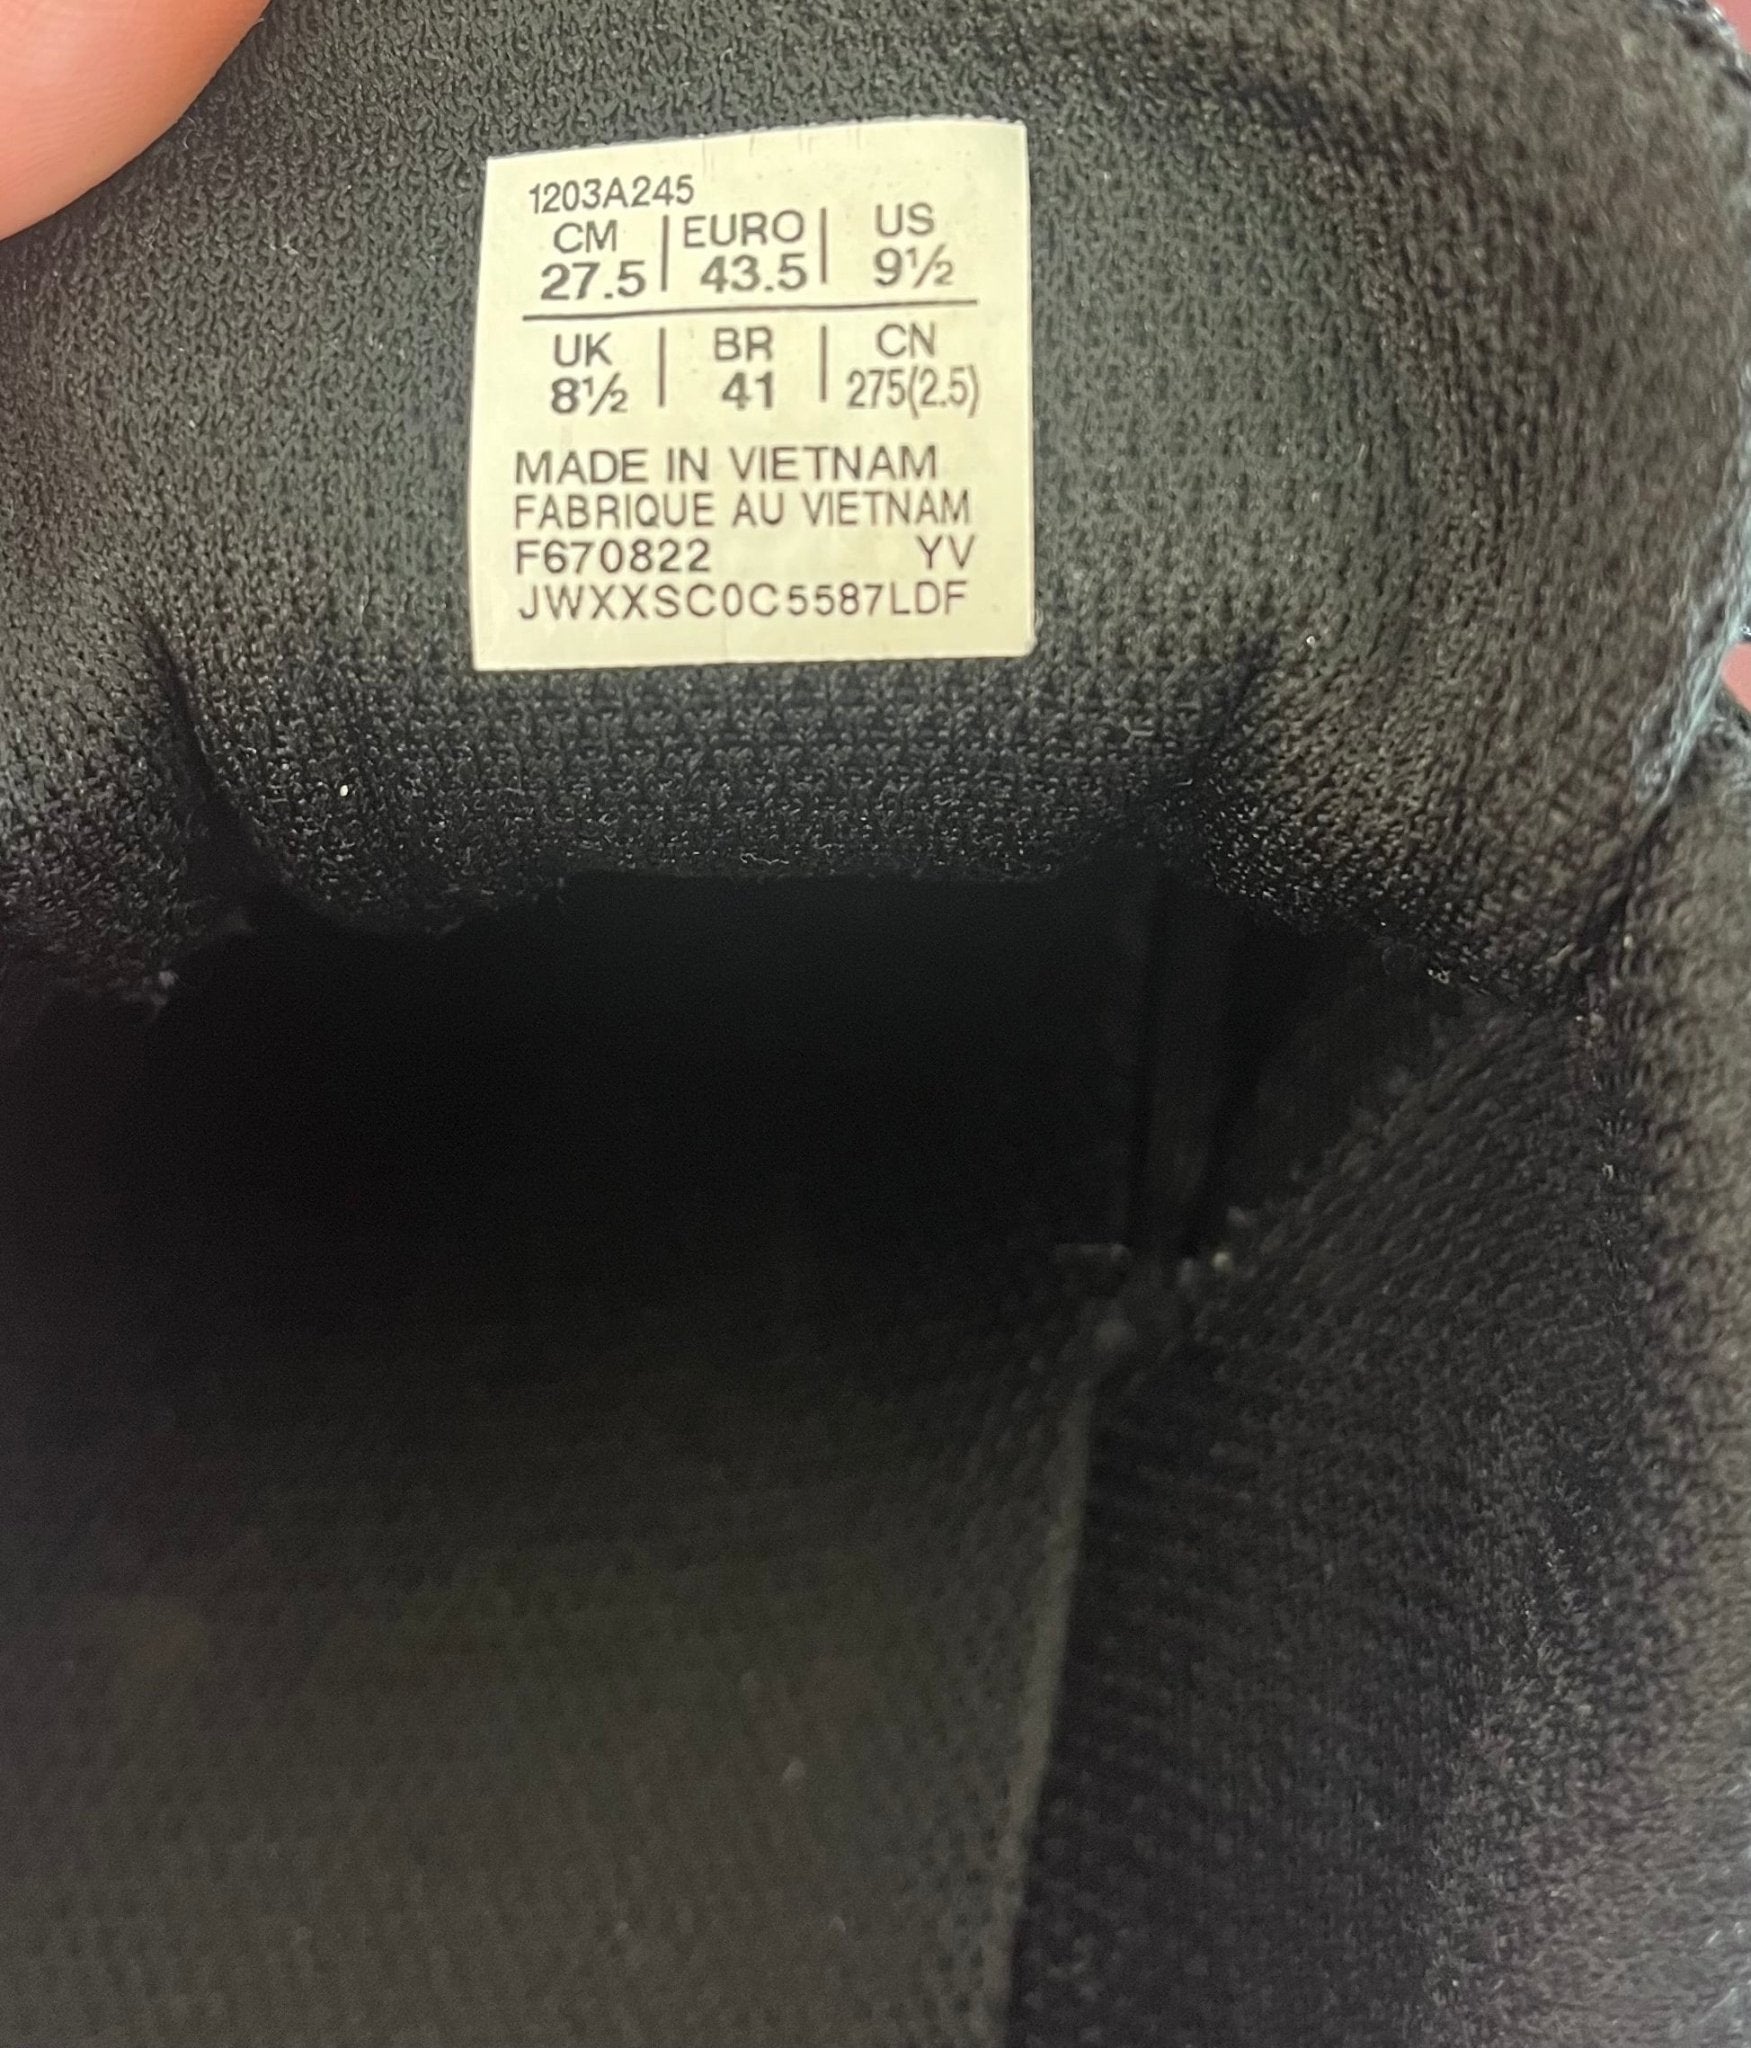 1203A245
CM | EURO | US
27.5 | 43.5 | 9½
UK | BR | CN
8½ | 41 | 275(2.5)
MADE IN VIETNAM
FABRIQUE AU VIETNAM
F670822 YV
JWXXSC0C5587LDF